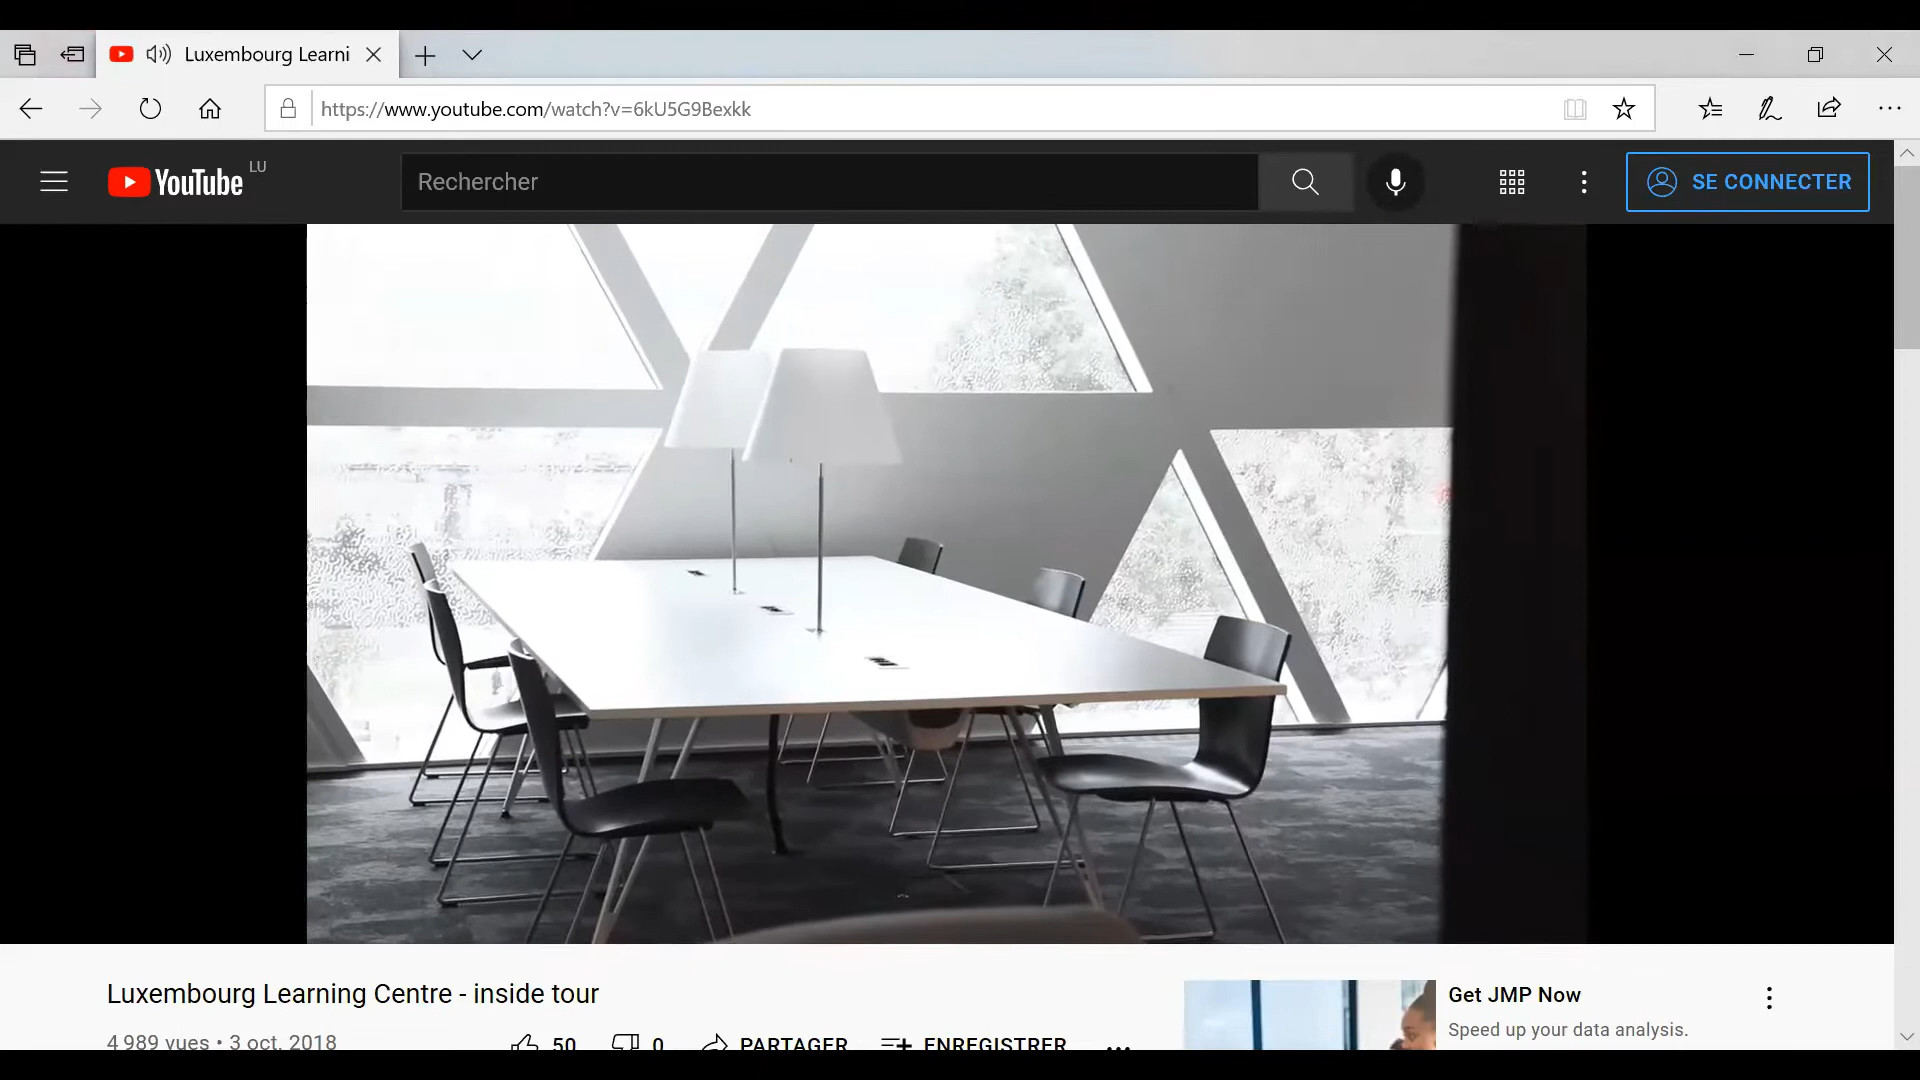 Luxembourg Learni
https://www.youtube.com/watch?v=6kU5G9Bexkk
YouTube LU
Rechercher
SE CONNECTER
Luxembourg Learning Centre - inside tour
4 989 vues • 3 oct. 2018
50
0
PARTAGER
ENREGISTRER
Get JMP Now
Speed up your data analysis.